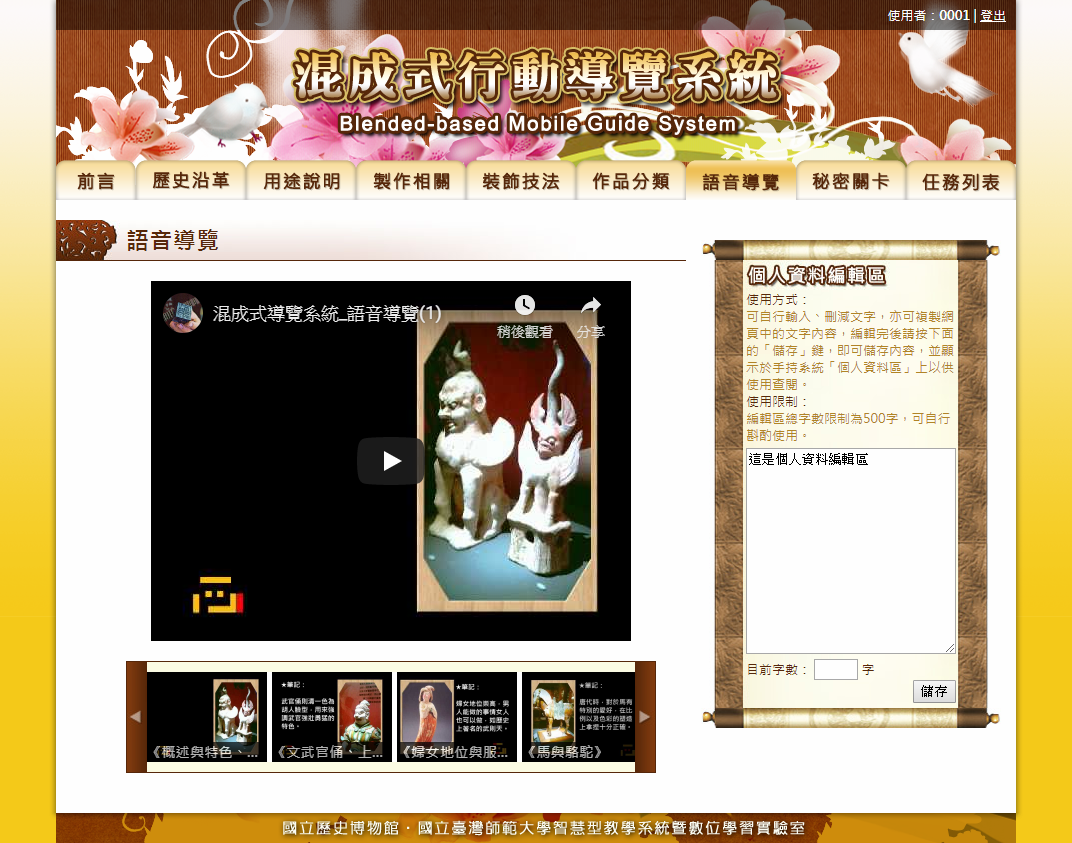 使用者：0001 | 登出
混成式行動導覽系統
Blended-based Mobile Guide System
前言 歷史沿革 用途說明 製作相關 裝飾技法 作品分類 語音導覽 秘密關卡 任務列表
語音導覽
混成式導覽系統_語音導覽(1)
稍後觀看 分享
★筆記：
武官俑則清一色為
胡人臉型，用來強
調武官強壯勇猛的
特色。
★筆記：
婦女地位崇高，男
人能做的事情女人
也可以做，如歷史
上著名的武則天。
★筆記：
唐代時，對於馬有
特別的愛好，在比
例以及色彩的塑造
上拿捏十分正確。
《概述與特色、...
《文武官俑、上...
《婦女地位與服...
《馬與駱駝》
個人資料編輯區
使用方式：
可自行輸入、刪減文字，亦可複製網
頁中的文字內容，編輯完後請按下面
的「儲存」鍵，即可儲存內容，並顯
示於手持系統「個人資料區」上以供
使用查閱。
使用限制：
編輯區總字數限制為500字，可自行
斟酌使用。
這是個人資料編輯區
目前字數： 字
儲存
國立歷史博物館．國立臺灣師範大學智慧型教學系統暨數位學習實驗室